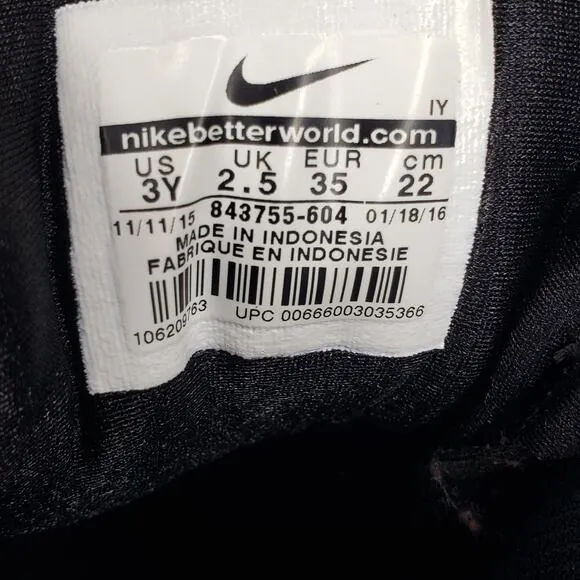 IY
nikebetterworld.com
US UK EUR cm
3Y 2.5 35 22
11/11/15 843755-604 01/18/16
MADE IN INDONESIA
FABRIQUE EN INDONESIE
106209763 UPC 00666003035366